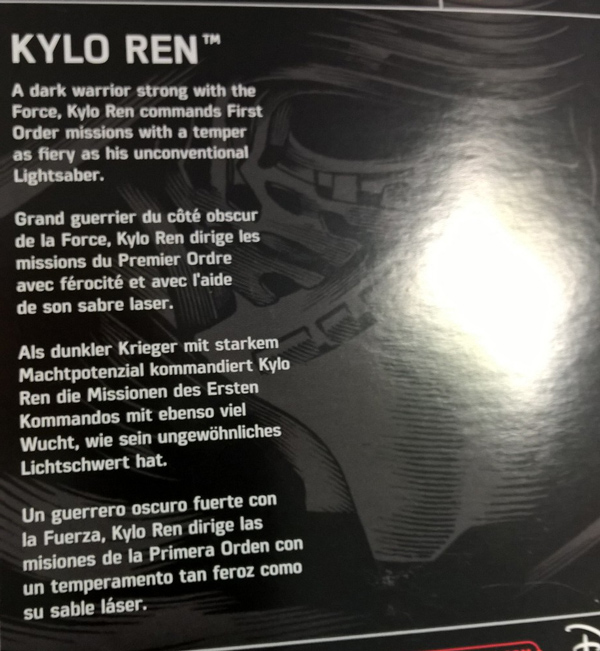 KYLO REN™
A dark warrior strong with the
Force, Kylo Ren commands First
Order missions with a temper
as fiery as his unconventional
Lightsaber.
Grand guerrier du côté obscur
de la Force, Kylo Ren dirige les
missions du Premier Ordre
avec férocité et avec l'aide
de son sabre laser.
Als dunkler Krieger mit starkem
Machtpotenzial kommandiert Kylo
Ren die Missionen des Ersten
Kommandos mit ebenso viel
Wucht, wie sein ungewöhnliches
Lichtschwert hat.
Un guerrero oscuro fuerte con
la Fuerza, Kylo Ren dirige las
misiones de la Primera Orden con
un temperamento tan feroz como
su sable láser.